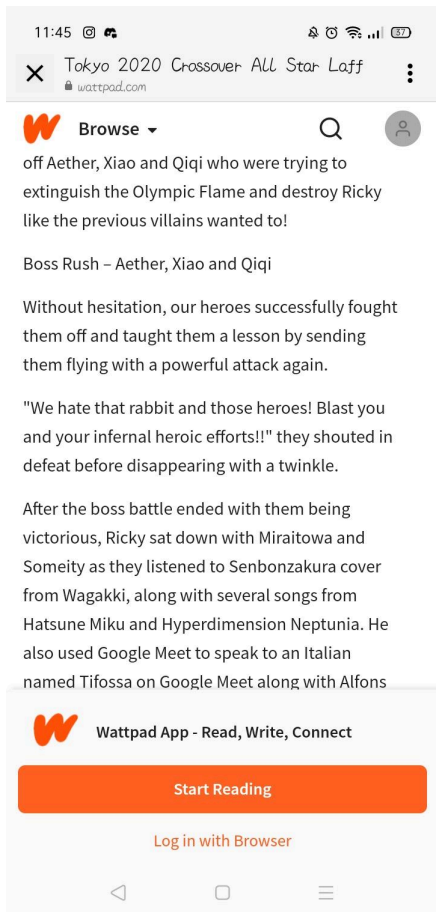 11:45
37
Tokyo 2020 Crossover All Star Laff
wattpad.com
Browse
off Aether, Xiao and Qiqi who were trying to
extinguish the Olympic Flame and destroy Ricky
like the previous villains wanted to!
Boss Rush – Aether, Xiao and Qiqi
Without hesitation, our heroes successfully fought
them off and taught them a lesson by sending
them flying with a powerful attack again.
"We hate that rabbit and those heroes! Blast you
and your infernal heroic efforts!!" they shouted in
defeat before disappearing with a twinkle.
After the boss battle ended with them being
victorious, Ricky sat down with Miraitowa and
Someity as they listened to Senbonzakura cover
from Wagakki, along with several songs from
Hatsune Miku and Hyperdimension Neptunia. He
also used Google Meet to speak to an Italian
named Tifossa on Google Meet along with Alfons
Wattpad App - Read, Write, Connect
Start Reading
Log in with Browser